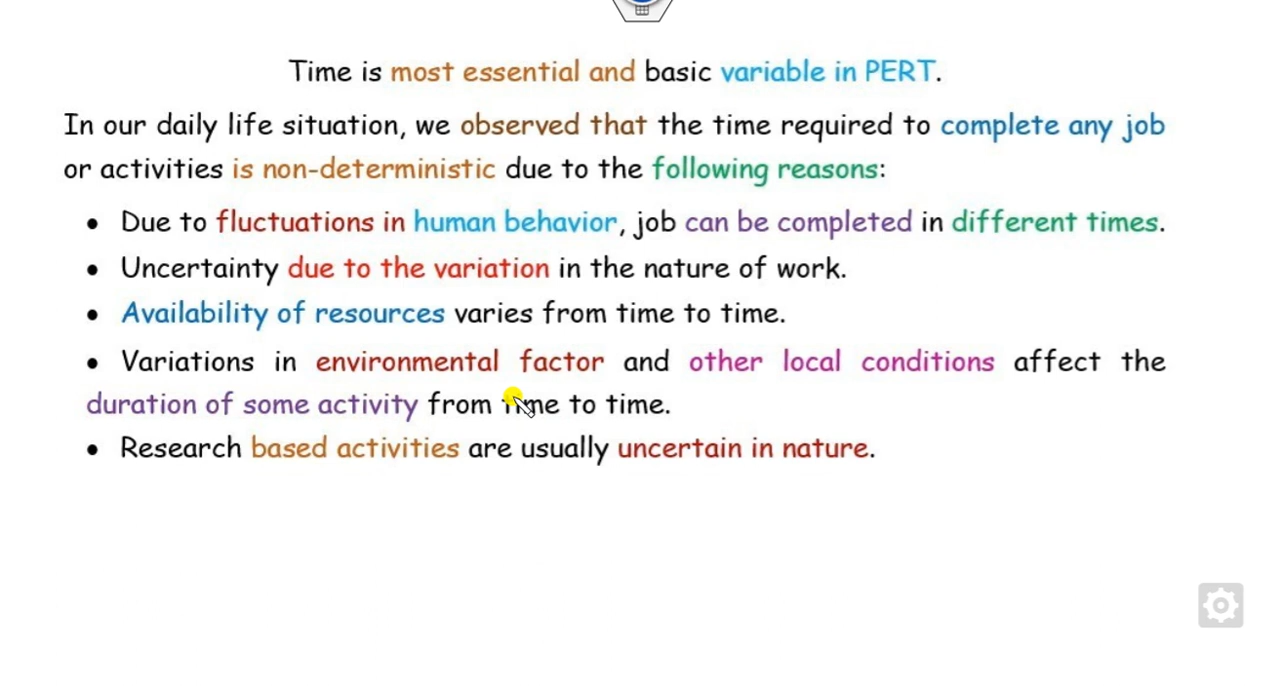 Time is most essential and basic variable in PERT.
In our daily life situation, we observed that the time required to complete any job
or activities is non-deterministic due to the following reasons:
• Due to fluctuations in human behavior, job can be completed in different times.
• Uncertainty due to the variation in the nature of work.
• Availability of resources varies from time to time.
• Variations in environmental factor and other local conditions affect the
duration of some activity from time to time.
• Research based activities are usually uncertain in nature.